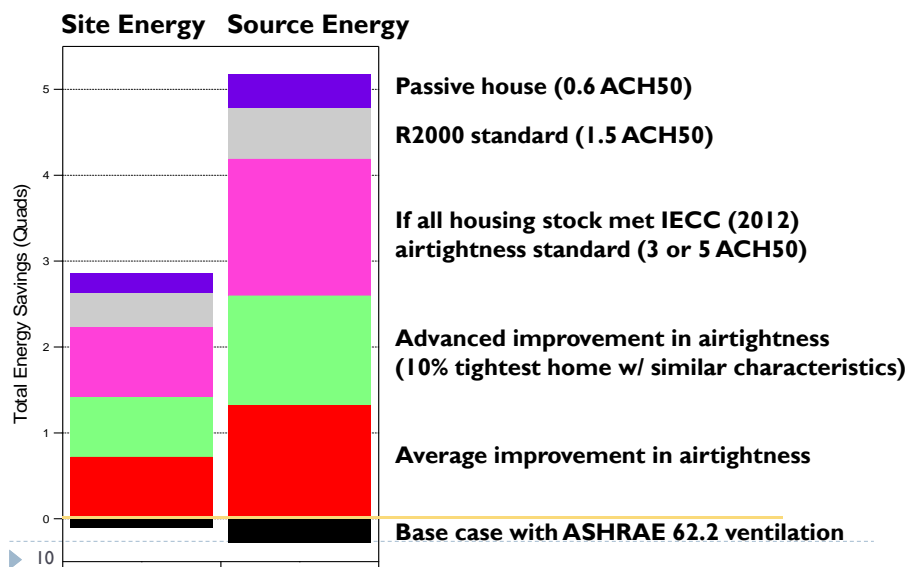 Site Energy Source Energy
Total Energy Savings (Quads)
5
4
3
2
1
0
Passive house (0.6 ACH50)
R2000 standard (1.5 ACH50)
If all housing stock met IECC (2012)
airtightness standard (3 or 5 ACH50)
Advanced improvement in airtightness
(10% tightest home w/ similar characteristics)
Average improvement in airtightness
Base case with ASHRAE 62.2 ventilation
10